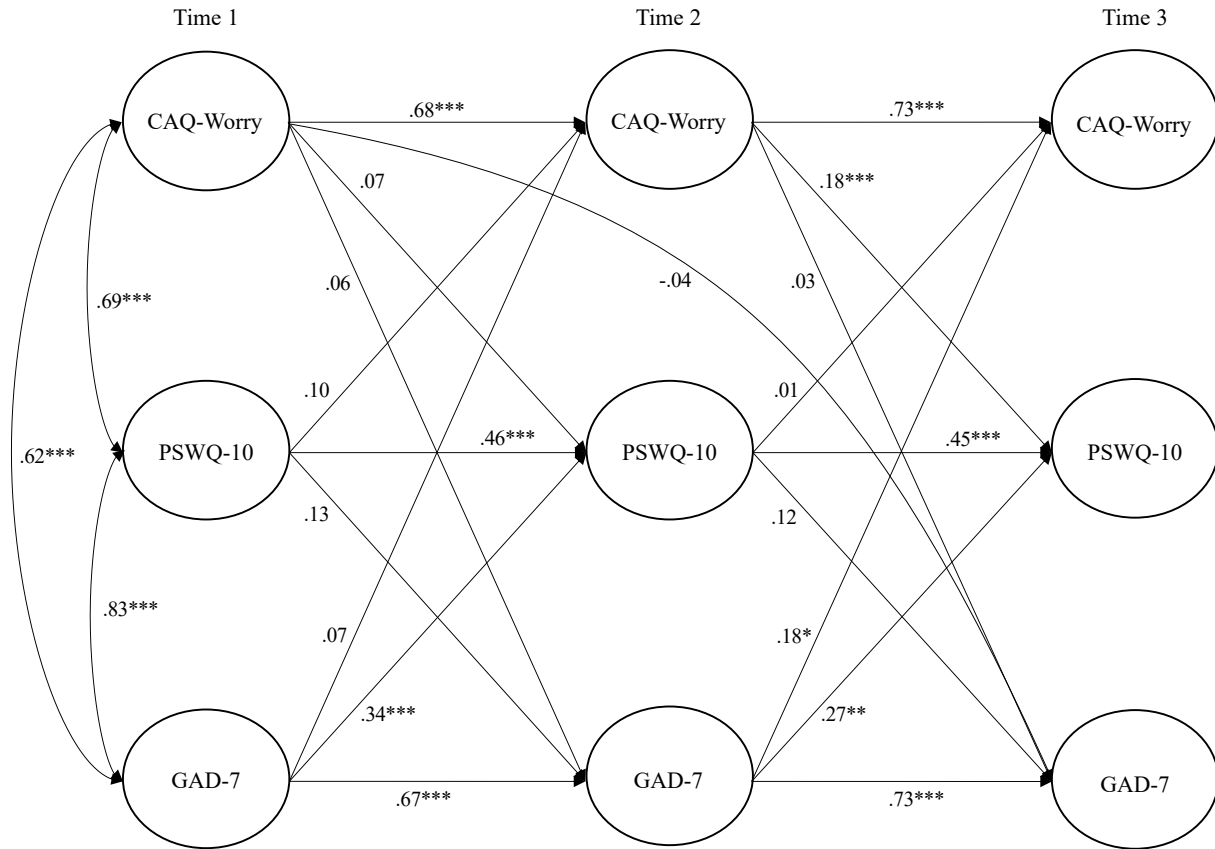 Time 1 Time 2 Time 3
CAQ-Worry .68*** CAQ-Worry .73*** CAQ-Worry
.07 .18***
.06 -.04 .03
.69***
.10 .01
.62*** PSWQ-10 .46*** PSWQ-10 .45*** PSWQ-10
.13 .12
.83***
.07 .18*
.34*** .27**
GAD-7 .67*** GAD-7 .73*** GAD-7